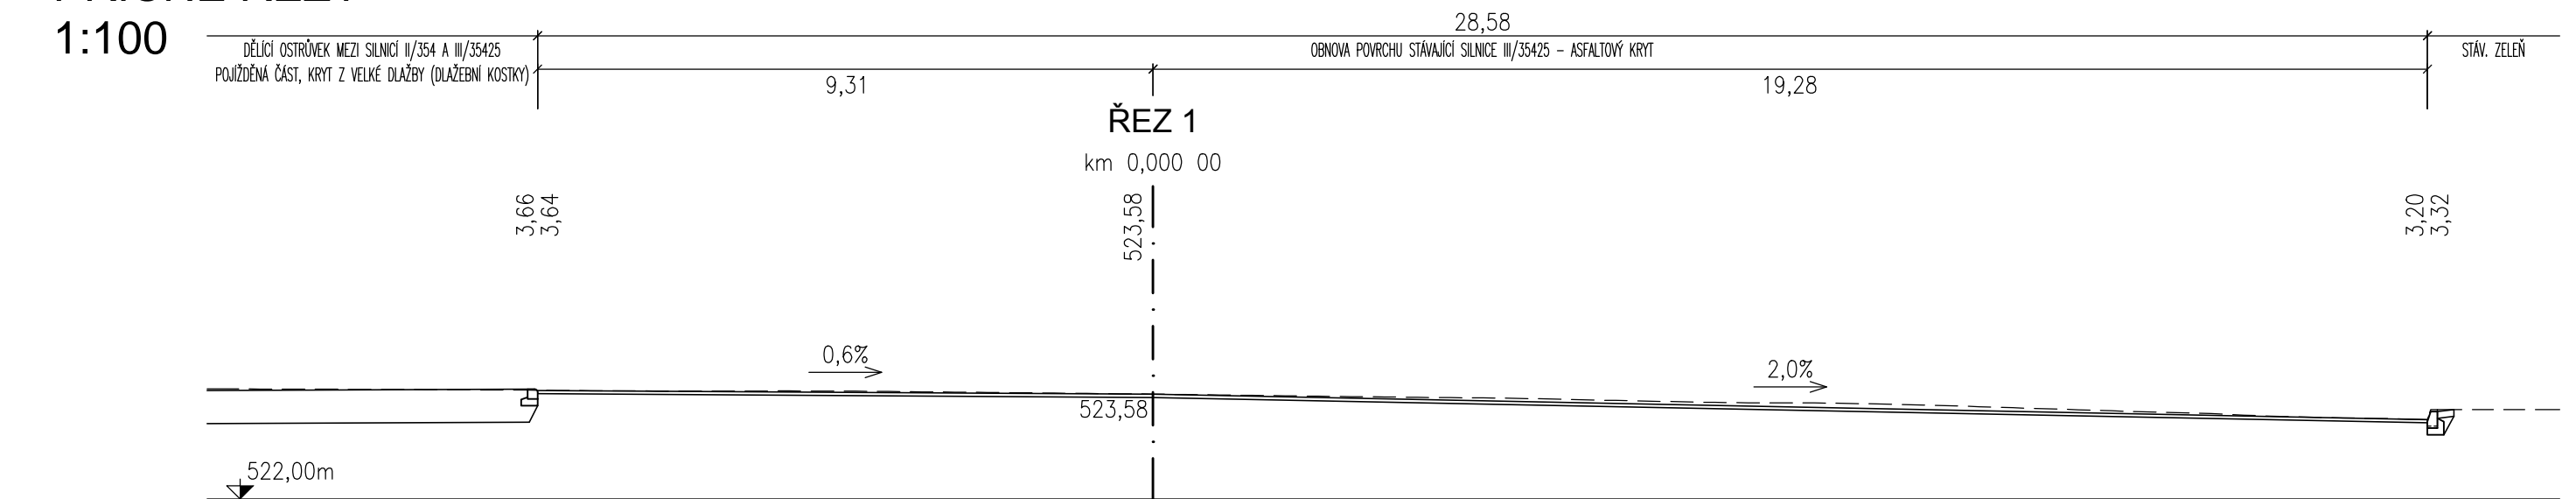 1:100
28,58
DĚLÍCÍ OSTRŮVEK MEZI SILNICÍ II/354 A III/35425
POJÍŽDĚNÁ ČÁST, KRYT Z VELKÉ DLAŽBY (DLAŽEBNÍ KOSTKY)
OBNOVA POVRCHU STÁVAJÍCÍ SILNICE III/35425 – ASFALTOVÝ KRYT
STÁV. ZELEŇ
9,31
19,28
ŘEZ 1
km 0,000 00
3,66
3,64
523,58
3,20
3,32
0,6%
2,0%
523,58
522,00m